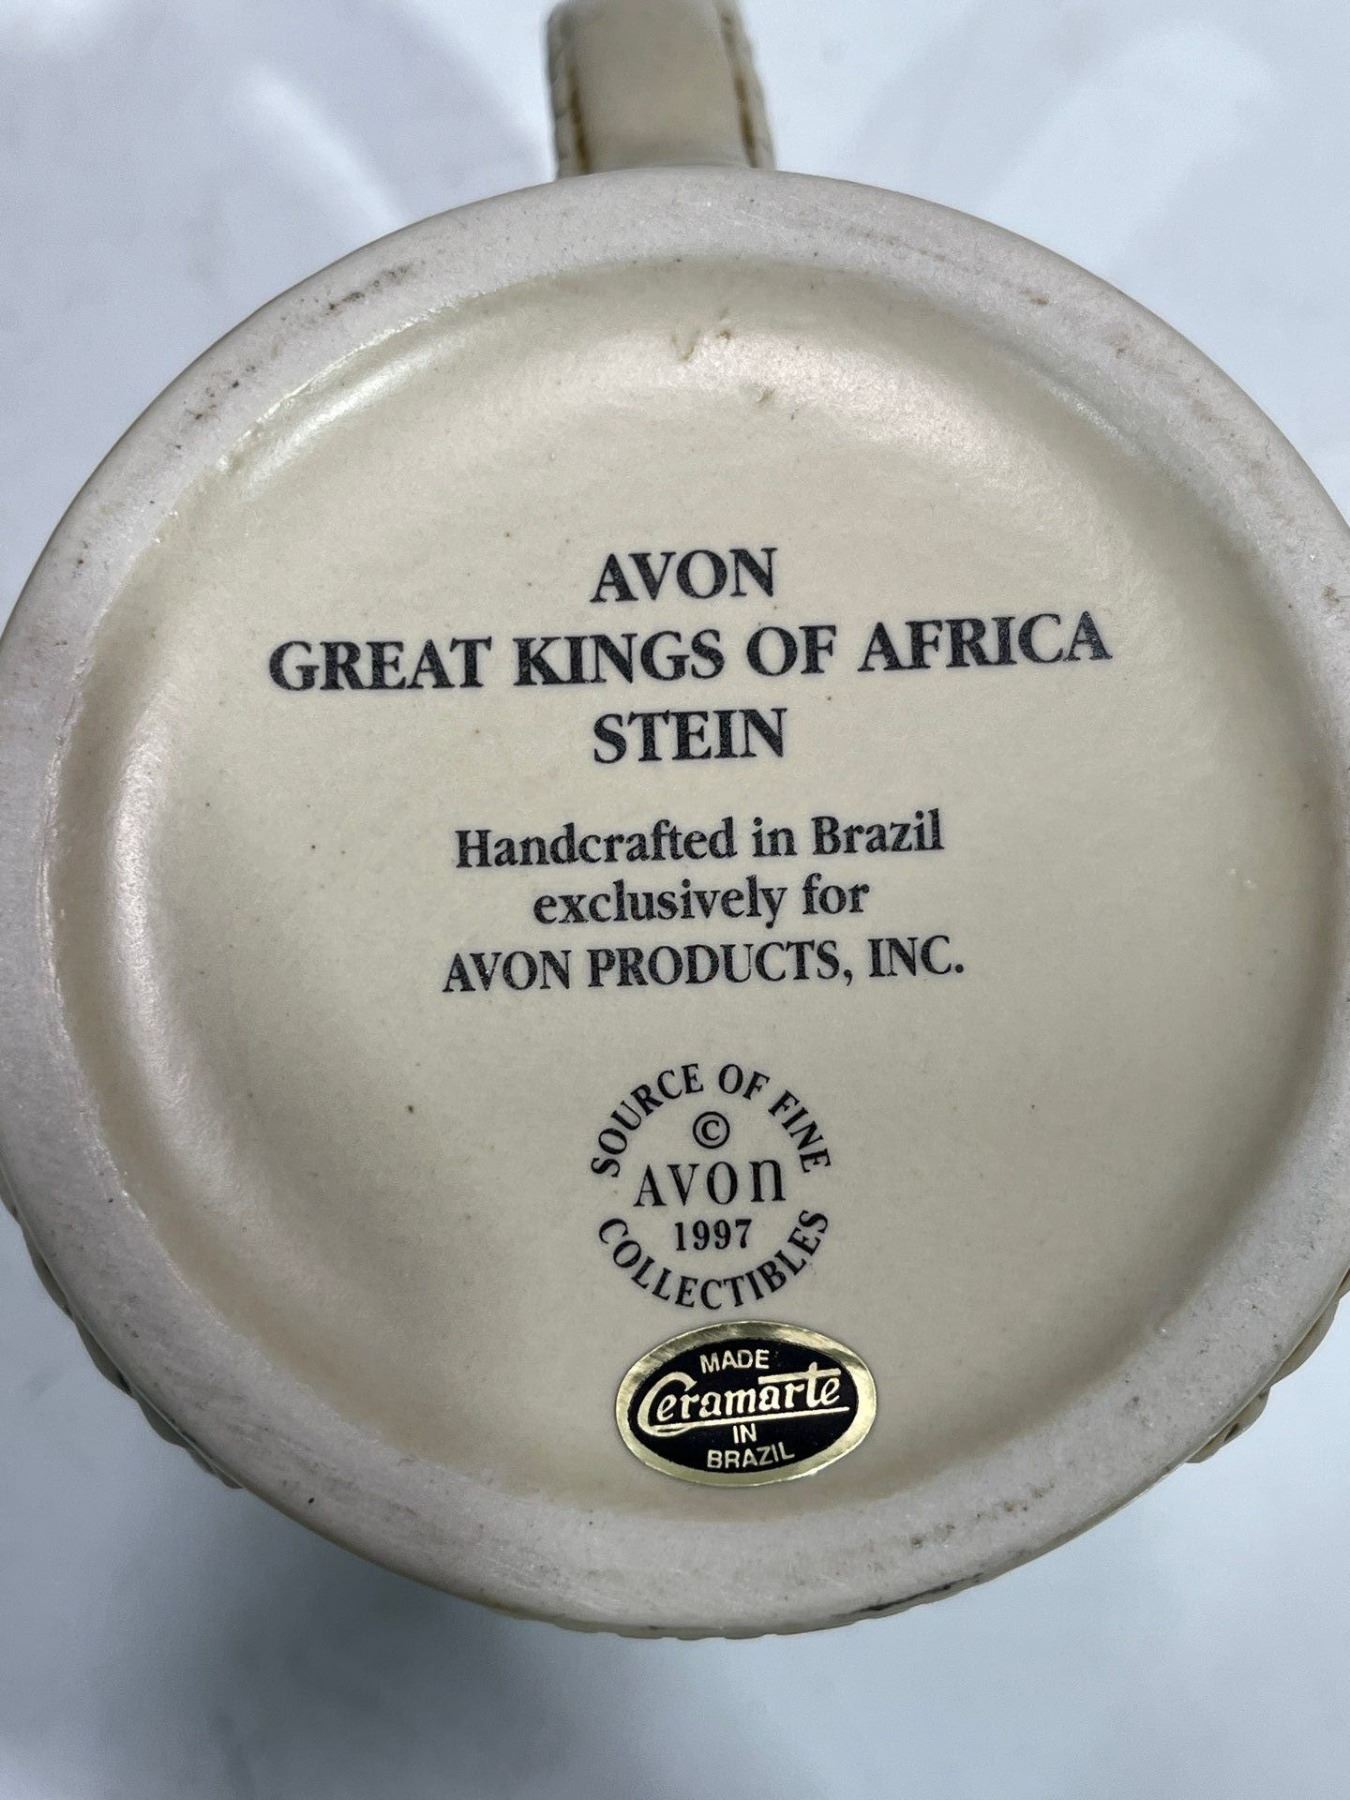 AVON
GREAT KINGS OF AFRICA
STEIN
Handcrafted in Brazil
exclusively for
AVON PRODUCTS, INC.
SOURCE OF FINE
©
AVON
1997
COLLECTIBLES
MADE
Ceramarte
IN
BRAZIL